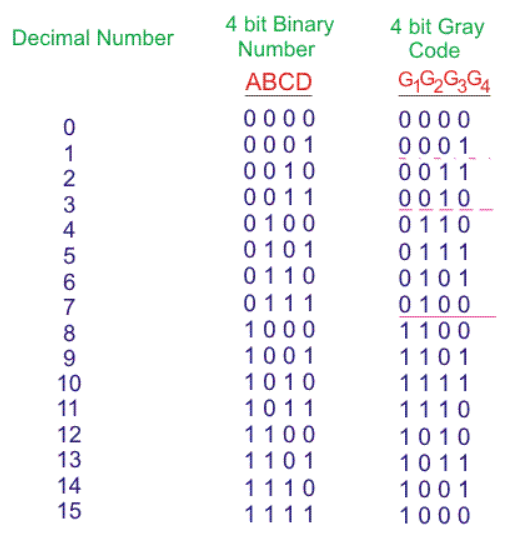 Decimal Number 4 bit Binary Number 4 bit Gray Code
ABCD G1G2G3G4
0 0 0 0 0 0 0 0 0
1 0 0 0 1 0 0 0 1
2 0 0 1 0 0 0 1 1
3 0 0 1 1 0 0 1 0
4 0 1 0 0 0 1 1 0
5 0 1 0 1 0 1 1 1
6 0 1 1 0 0 1 0 1
7 0 1 1 1 0 1 0 0
8 1 0 0 0 1 1 0 0
9 1 0 0 1 1 1 0 1
10 1 0 1 0 1 1 1 1
11 1 0 1 1 1 1 1 0
12 1 1 0 0 1 0 1 0
13 1 1 0 1 1 0 1 1
14 1 1 1 0 1 0 0 1
15 1 1 1 1 1 0 0 0